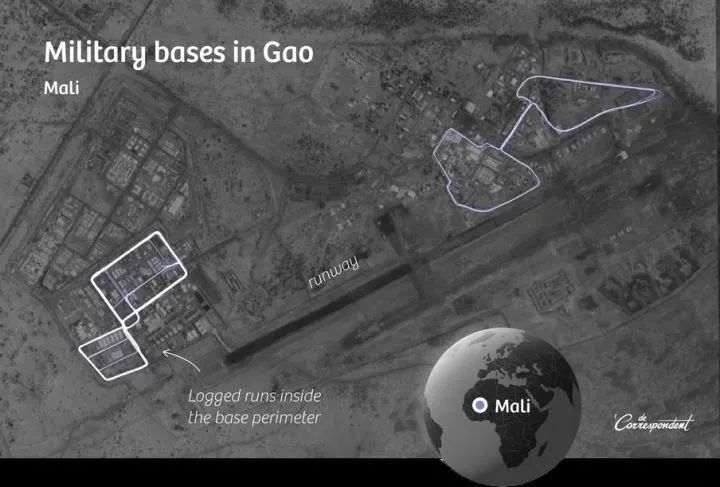 Military bases in Gao
Mali
runway
Logged runs inside
the base perimeter
Mali
de
Correspondent